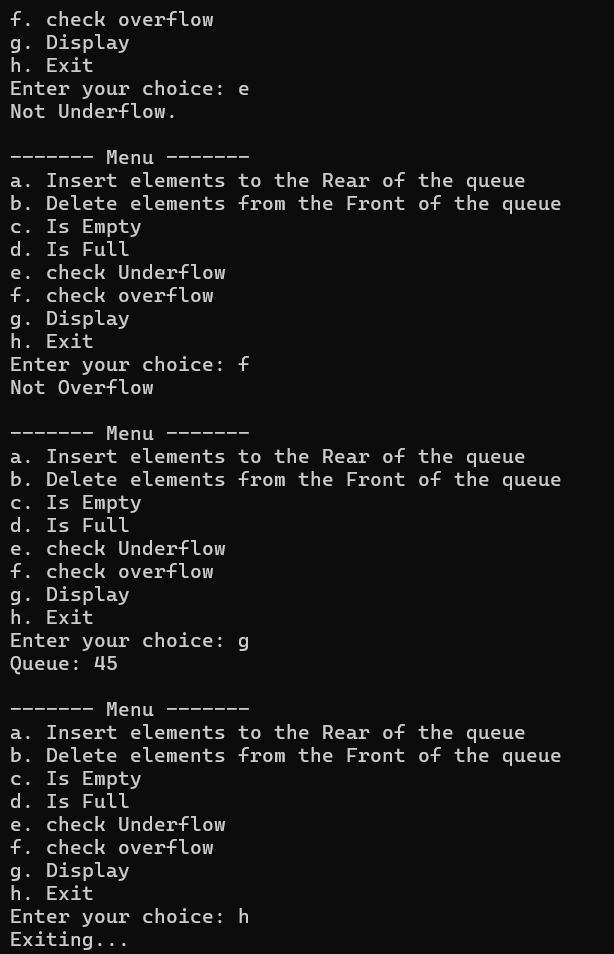 f. check overflow
g. Display
h. Exit
Enter your choice: e
Not Underflow.
------- Menu -------
a. Insert elements to the Rear of the queue
b. Delete elements from the Front of the queue
c. Is Empty
d. Is Full
e. check Underflow
f. check overflow
g. Display
h. Exit
Enter your choice: f
Not Overflow
------- Menu -------
a. Insert elements to the Rear of the queue
b. Delete elements from the Front of the queue
c. Is Empty
d. Is Full
e. check Underflow
f. check overflow
g. Display
h. Exit
Enter your choice: g
Queue: 45
------- Menu -------
a. Insert elements to the Rear of the queue
b. Delete elements from the Front of the queue
c. Is Empty
d. Is Full
e. check Underflow
f. check overflow
g. Display
h. Exit
Enter your choice: h
Exiting...